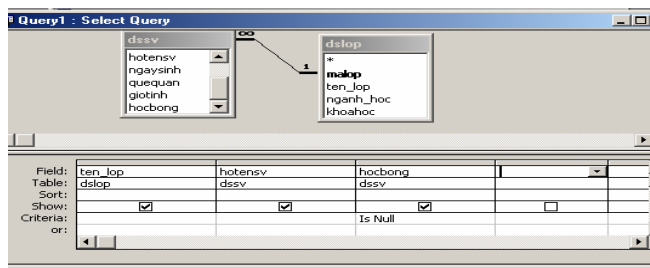 Query1 : Select Query
dssv
hotensv
ngaysinh
quequan
giotinh
hocbong
∞
1
dslop
*
malop
ten_lop
nganh_hoc
khoahoc
Field: ten_lop hotensv hocbong
Table: dslop dssv dssv
Sort:
Show:
Criteria: Is Null
or: